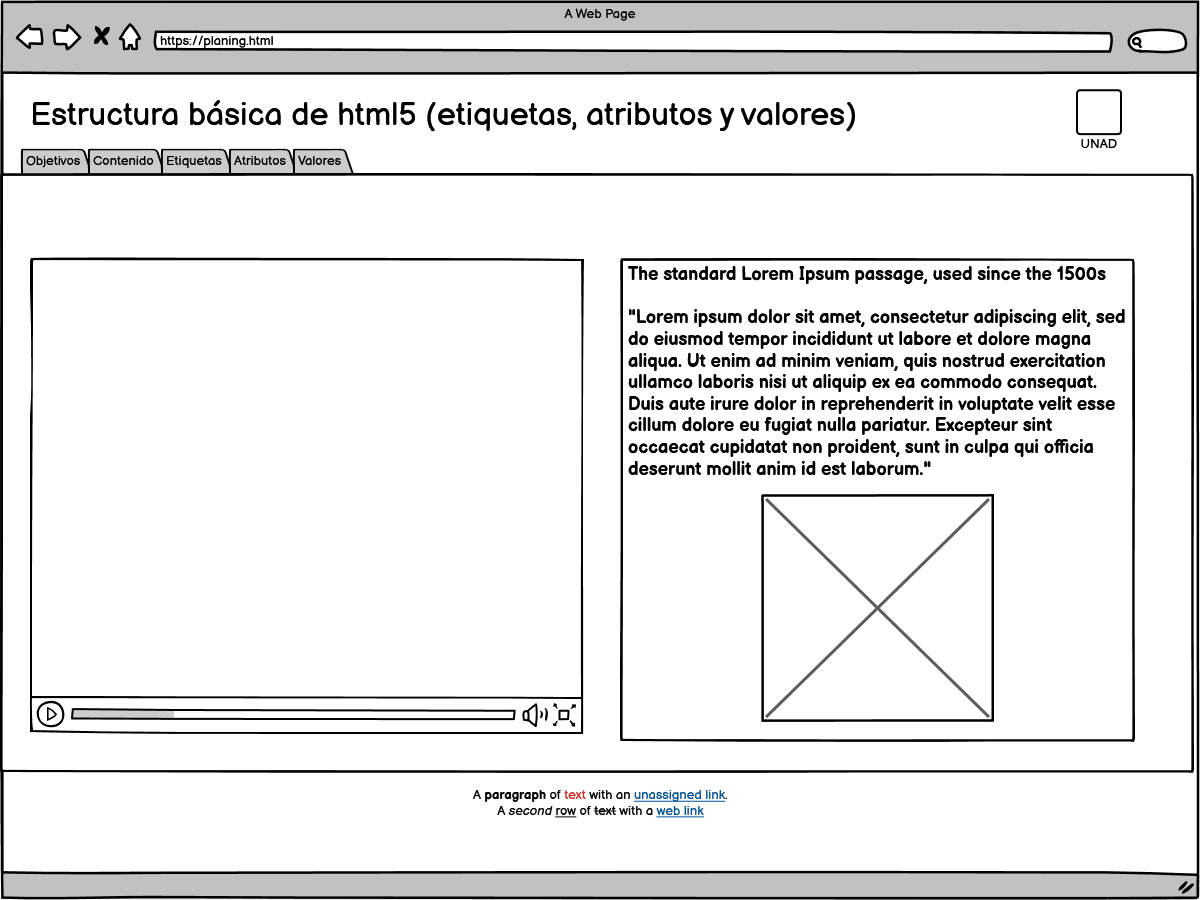 A Web Page
https://planing.html
Estructura básica de html5 (etiquetas, atributos y valores)
UNAD
Objetivos Contenido Etiquetas Atributos Valores
The standard Lorem Ipsum passage, used since the 1500s
"Lorem ipsum dolor sit amet, consectetur adipiscing elit, sed
do eiusmod tempor incididunt ut labore et dolore magna
aliqua. Ut enim ad minim veniam, quis nostrud exercitation
ullamco laboris nisi ut aliquip ex ea commodo consequat.
Duis aute irure dolor in reprehenderit in voluptate velit esse
cillum dolore eu fugiat nulla pariatur. Excepteur sint
occaecat cupidatat non proident, sunt in culpa qui officia
deserunt mollit anim id est laborum."
A paragraph of text with an unassigned link.
A second row of text with a web link